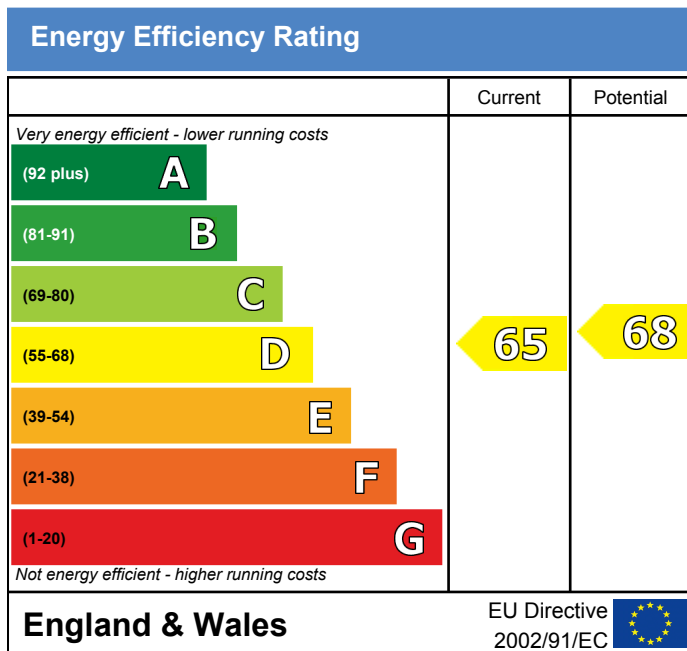 Energy Efficiency Rating
Current Potential
Very energy efficient - lower running costs
(92 plus) A
(81-91) B
(69-80) C
(55-68) D
65 68
(39-54) E
(21-38) F
(1-20) G
Not energy efficient - higher running costs
England & Wales
EU Directive
2002/91/EC